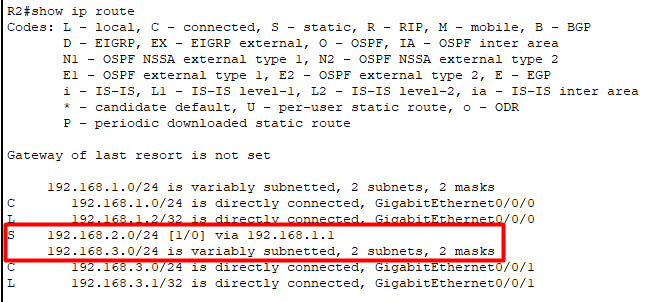 R2#show ip route
Codes: L - local, C - connected, S - static, R - RIP, M - mobile, B - BGP
D - EIGRP, EX - EIGRP external, O - OSPF, IA - OSPF inter area
N1 - OSPF NSSA external type 1, N2 - OSPF NSSA external type 2
E1 - OSPF external type 1, E2 - OSPF external type 2, E - EGP
i - IS-IS, L1 - IS-IS level-1, L2 - IS-IS level-2, ia - IS-IS inter area
* - candidate default, U - per-user static route, o - ODR
P - periodic downloaded static route
Gateway of last resort is not set
192.168.1.0/24 is variably subnetted, 2 subnets, 2 masks
C 192.168.1.0/24 is directly connected, GigabitEthernet0/0/0
L 192.168.1.2/32 is directly connected, GigabitEthernet0/0/0
S 192.168.2.0/24 [1/0] via 192.168.1.1
192.168.3.0/24 is variably subnetted, 2 subnets, 2 masks
C 192.168.3.0/24 is directly connected, GigabitEthernet0/0/1
L 192.168.3.1/32 is directly connected, GigabitEthernet0/0/1